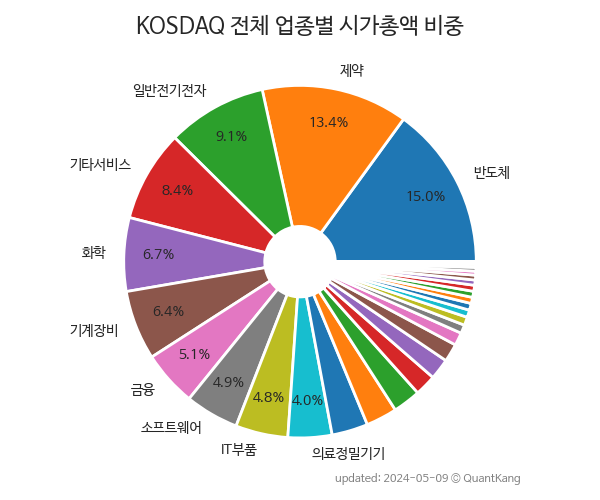 KOSDAQ 전체 업종별 시가총액 비중
제약
일반전기전자
13.4%
9.1%
기타서비스
반도체
8.4%
15.0%
화학
6.7%
6.4%
기계장비
5.1%
금융
4.9%
4.8%
4.0%
소프트웨어
IT부품
의료정밀기기
updated: 2024-05-09 © QuantKang